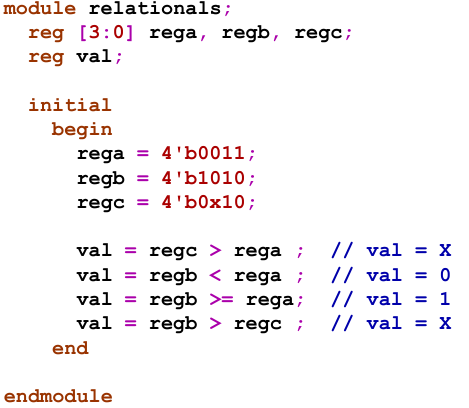 module relationals;
reg [3:0] rega, regb, regc;
reg val;
initial
begin
rega = 4'b0011;
regb = 4'b1010;
regc = 4'b0x10;
val = regc > rega ; // val = X
val = regb < rega ; // val = 0
val = regb >= rega; // val = 1
val = regb > regc ; // val = X
end
endmodule